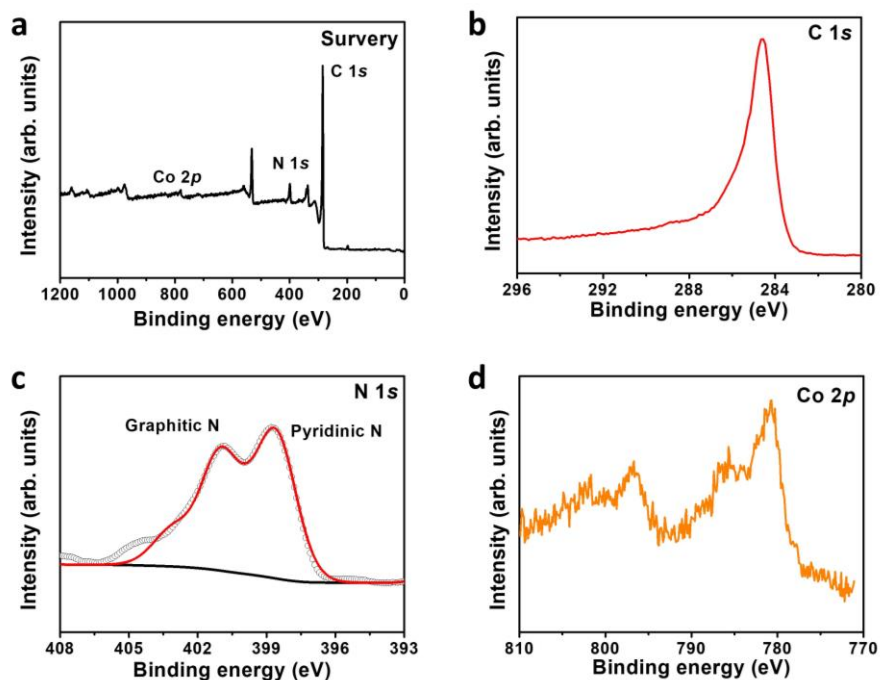 a
Survery
C 1s
N 1s
Co 2p
Intensity (arb. units)
1200 1000 800 600 400 200 0
Binding energy (eV)
b
C 1s
Intensity (arb. units)
296 292 288 284 280
Binding energy (eV)
c
N 1s
Graphitic N
Pyridinic N
Intensity (arb. units)
408 405 402 399 396 393
Binding energy (eV)
d
Co 2p
Intensity (arb. units)
810 800 790 780 770
Binding energy (eV)